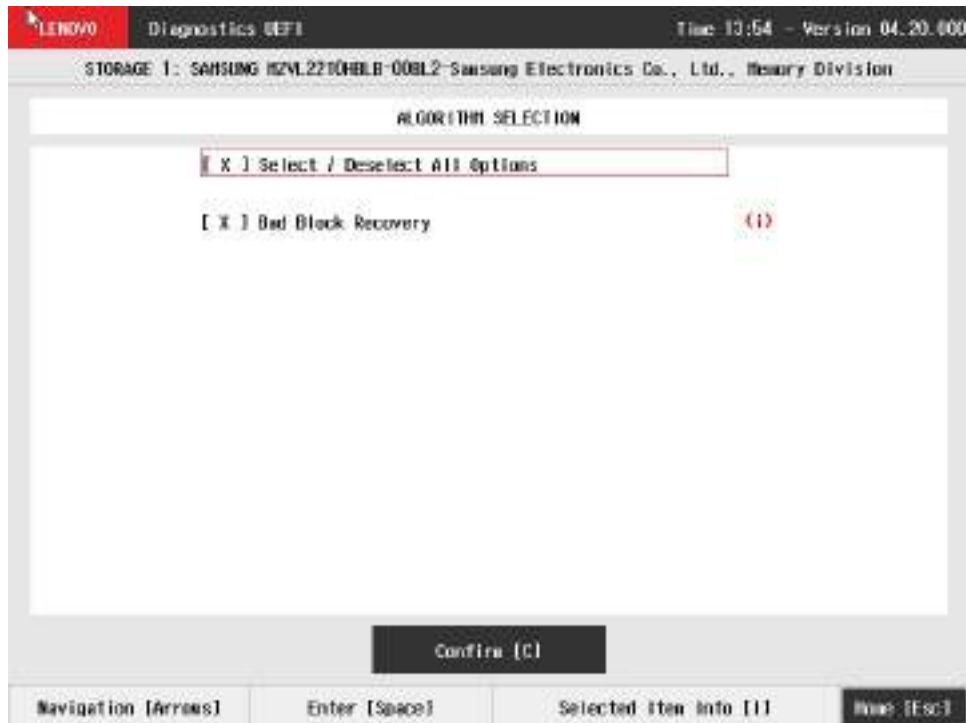 LENOVO Diagnostics UEFI Time 13:54 - Version 04.20.000
STORAGE 1: SAMSUNG MZVL2210HBLB-00BL2-Samsung Electronics Co., Ltd., Memory Division
ALGORITHM SELECTION
[ X ] Select / Deselect All Options
[ X ] Bad Block Recovery (i)
Confirm [C]
Navigation [Arrows] Enter [Space] Selected Item Info [I] Home [Esc]